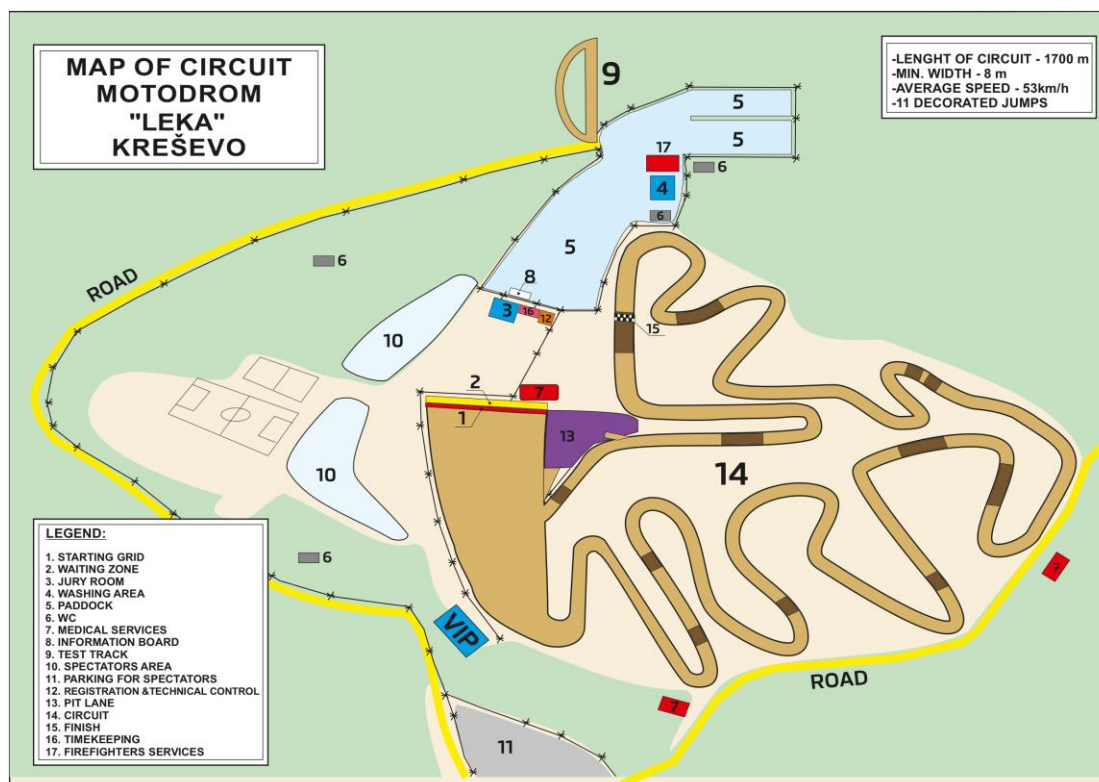 MAP OF CIRCUIT
MOTODROM
"LEKA"
KREŠEVO
-LENGHT OF CIRCUIT - 1700 m
-MIN. WIDTH - 8 m
-AVERAGE SPEED - 53km/h
-11 DECORATED JUMPS
9
5
5
17
6
4
6
5
6
ROAD
8
3
16
12
15
10
2
7
1
13
10
14
6
7
VIP
ROAD
7
11
LEGEND:
1. STARTING GRID
2. WAITING ZONE
3. JURY ROOM
4. WASHING AREA
5. PADDOCK
6. WC
7. MEDICAL SERVICES
8. INFORMATION BOARD
9. TEST TRACK
10. SPECTATORS AREA
11. PARKING FOR SPECTATORS
12. REGISTRATION &TECHNICAL CONTROL
13. PIT LANE
14. CIRCUIT
15. FINISH
16. TIMEKEEPING
17. FIREFIGHTERS SERVICES